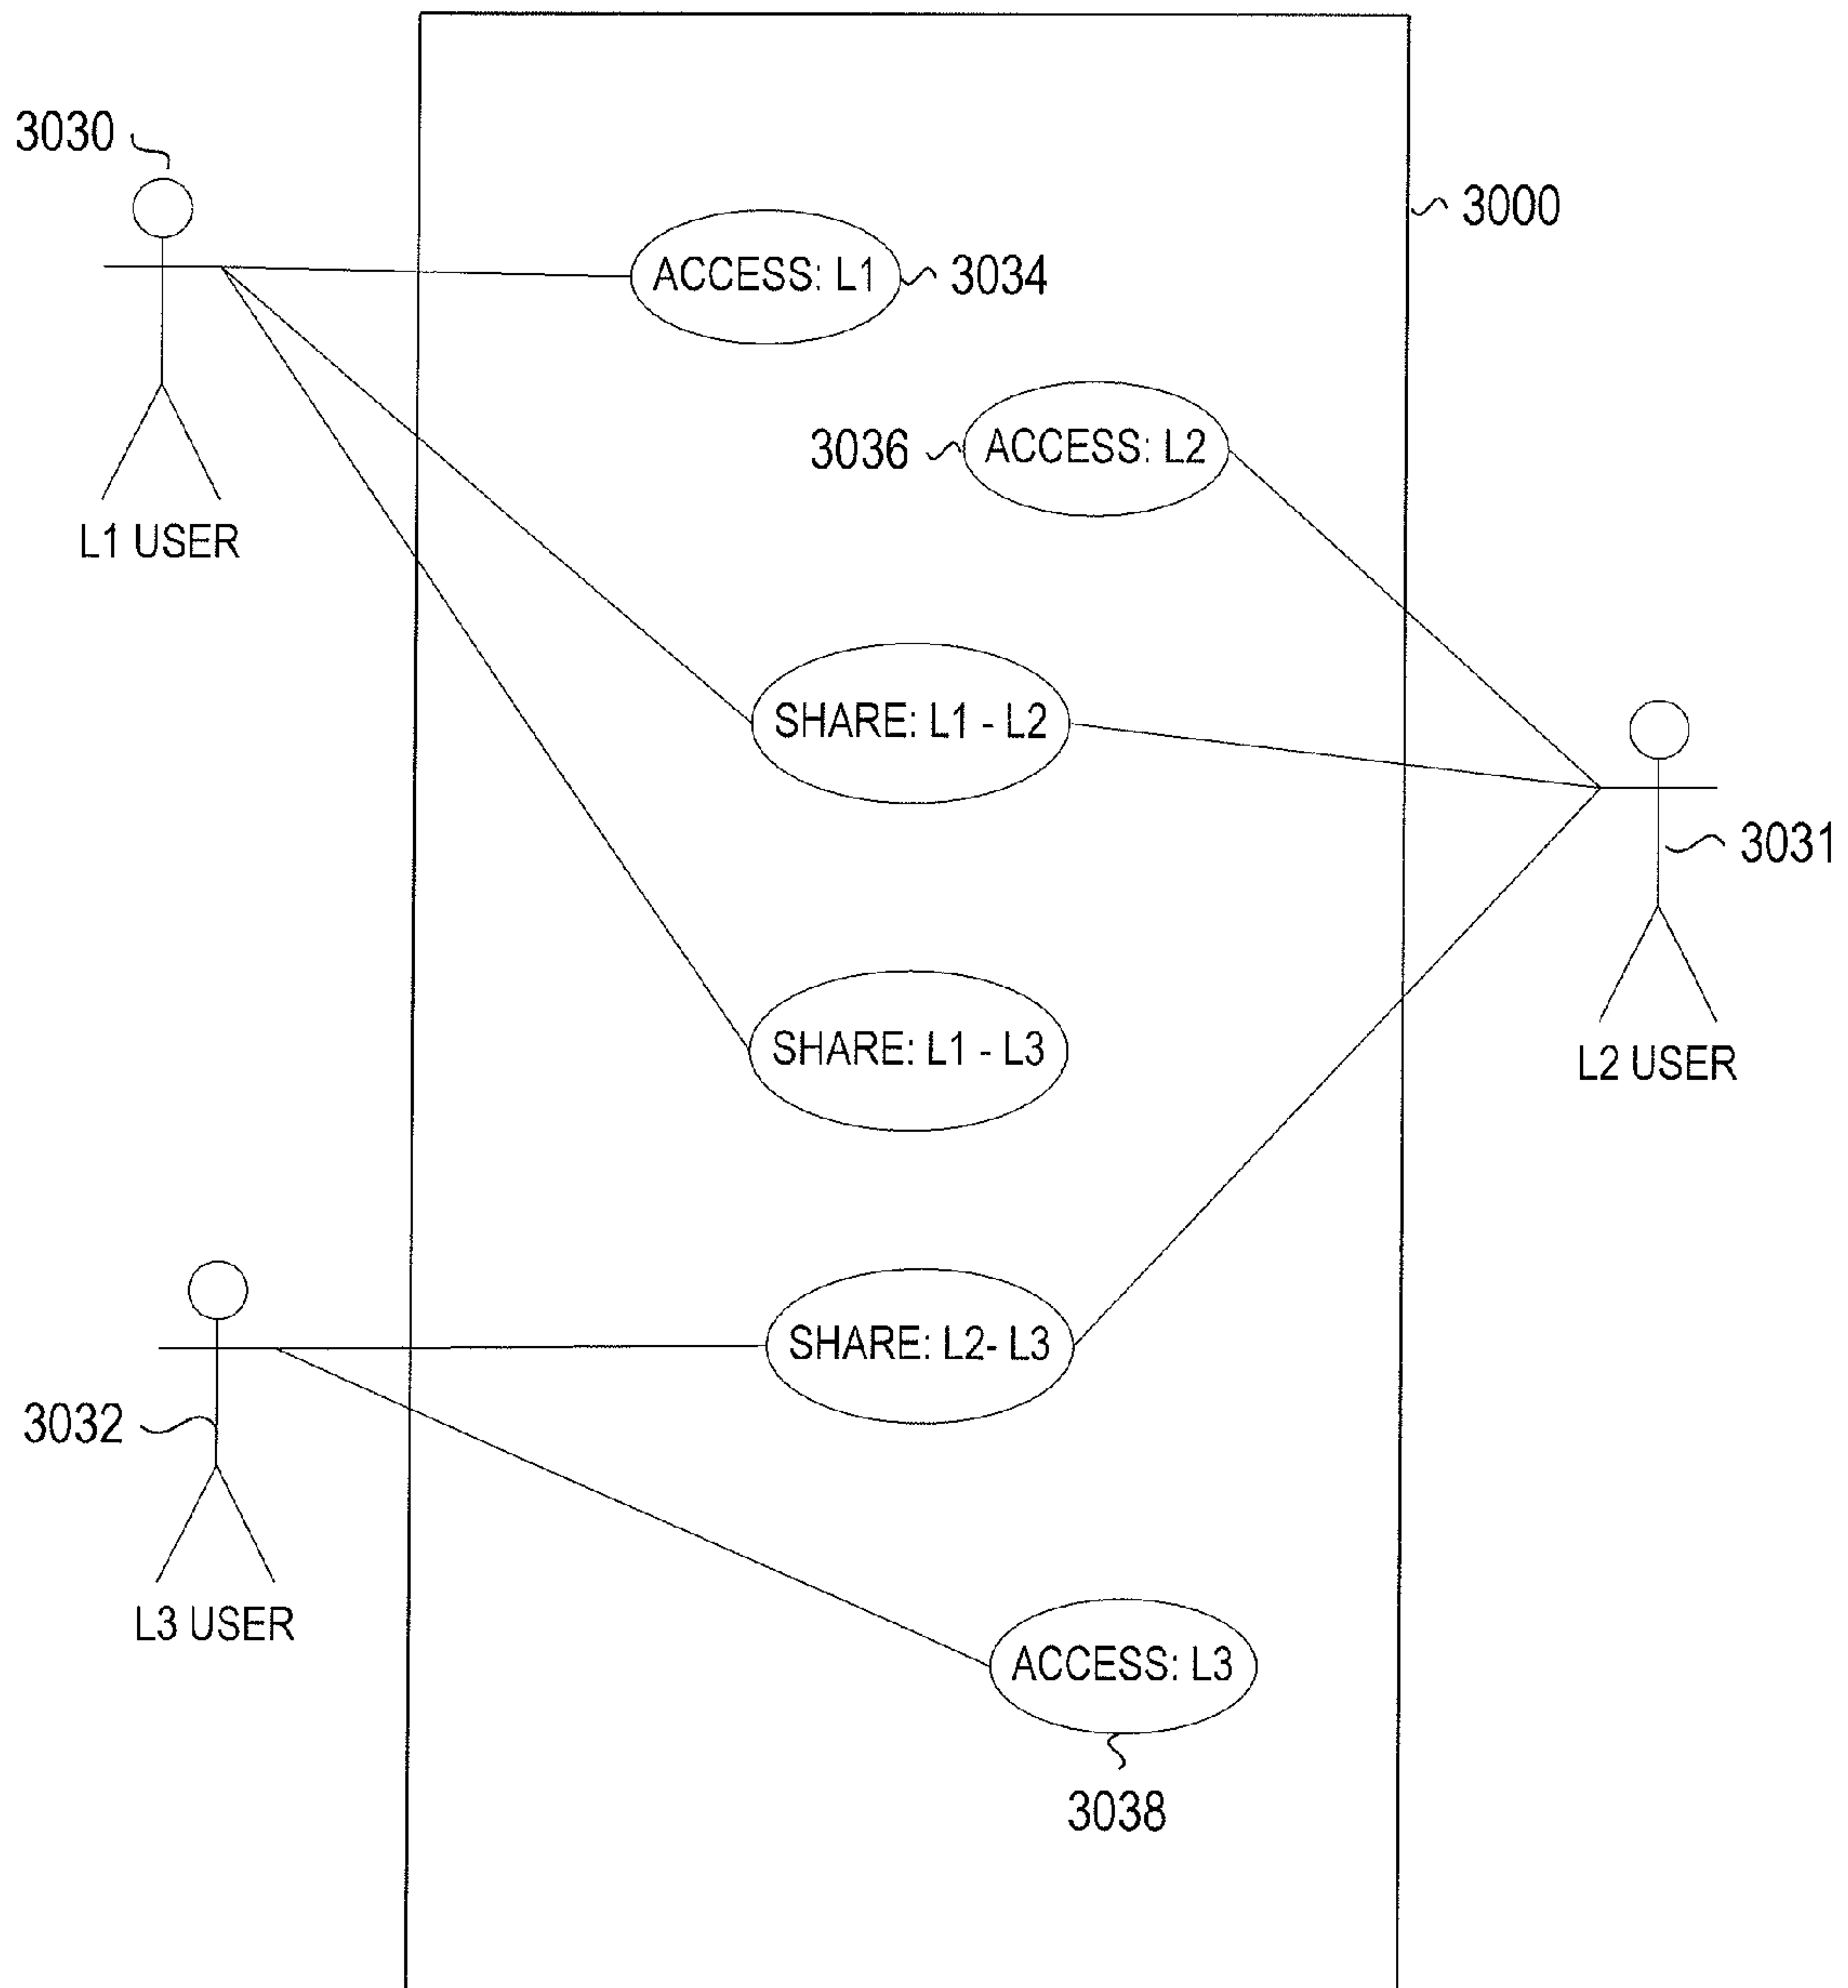 3030
3000
ACCESS: L1
3034
3036
ACCESS: L2
L1 USER
SHARE: L1 - L2
3031
SHARE: L1 - L3
L2 USER
SHARE: L2- L3
3032
L3 USER
ACCESS: L3
3038